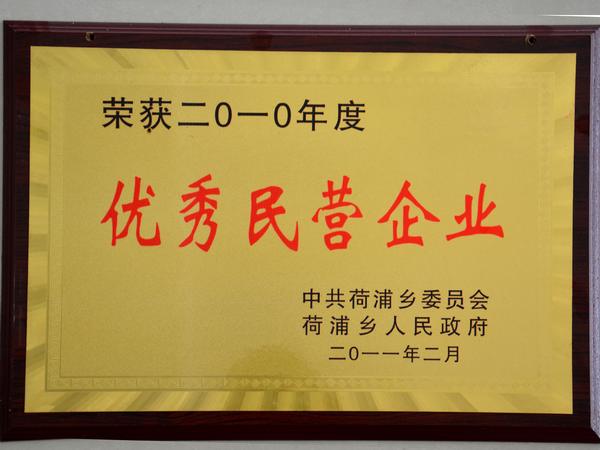 荣获二0一0年度
优秀民营企业
中共荷浦乡委员会
荷浦乡人民政府
二0一一年二月